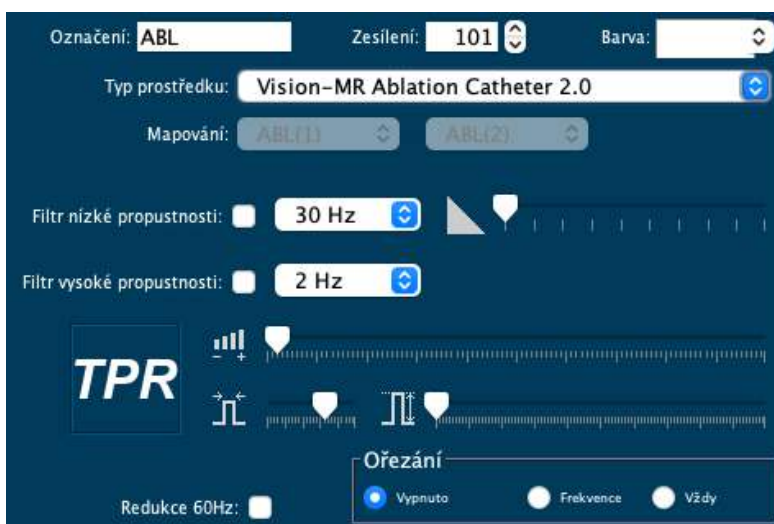 Označení: ABL Zesílení: 101 Barva:
Typ prostředku: Vision-MR Ablation Catheter 2.0
Mapování: ABL(1) ABL(2)
Filtr nízké propustnosti: 30 Hz
Filtr vysoké propustnosti: 2 Hz
TPR
Ořezání
Redukce 60Hz: Vypnuto Frekvence Vždy